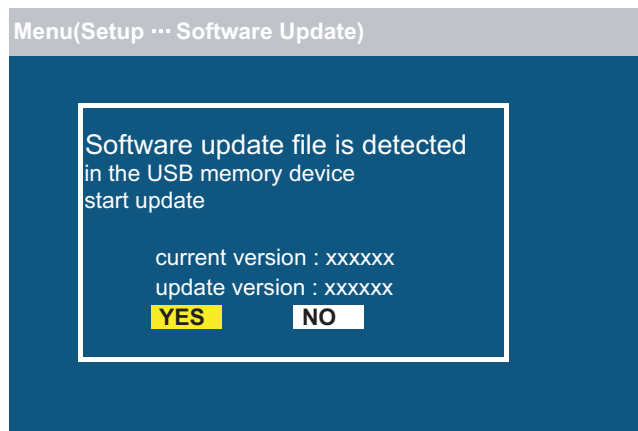 Menu(Setup ··· Software Update)
Software update file is detected
in the USB memory device
start update
current version : xxxxxx
update version : xxxxxx
YES NO